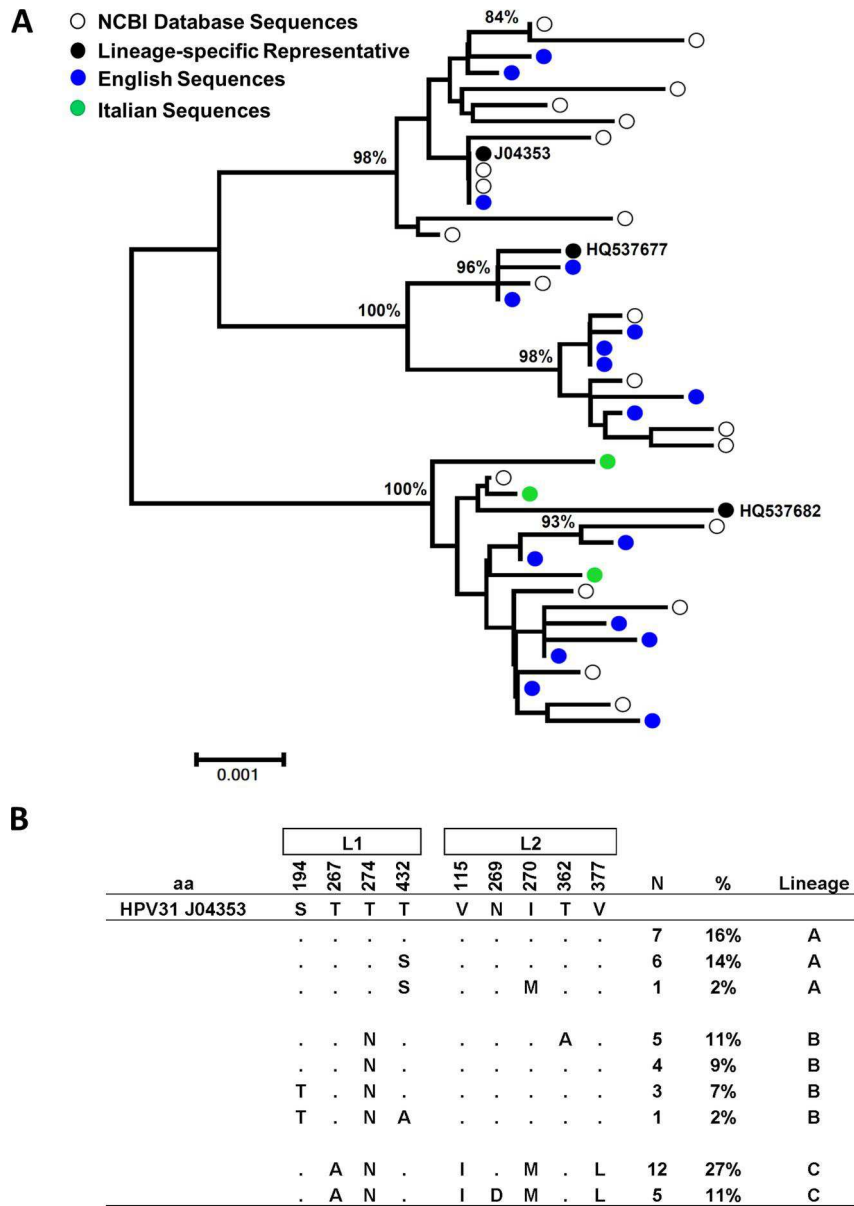 A
NCBI Database Sequences
Lineage-specific Representative
English Sequences
Italian Sequences
84%
98%
J04353
HQ537677
96%
100%
98%
100%
HQ537682
93%
0.001
B
L1 L2
aa 194 267 274 432 115 269 270 362 377 N % Lineage
HPV31 J04353 S T T T V N I T V
. . . . . . . . . 7 16% A
. . . S . . . . . 6 14% A
. . . S . . M . . 1 2% A
. . N . . . . A . 5 11% B
. . N . . . . . . 4 9% B
T . N . . . . . . 3 7% B
T . N A . . . . . 1 2% B
. A N . I . M . L 12 27% C
. A N . I D M . L 5 11% C